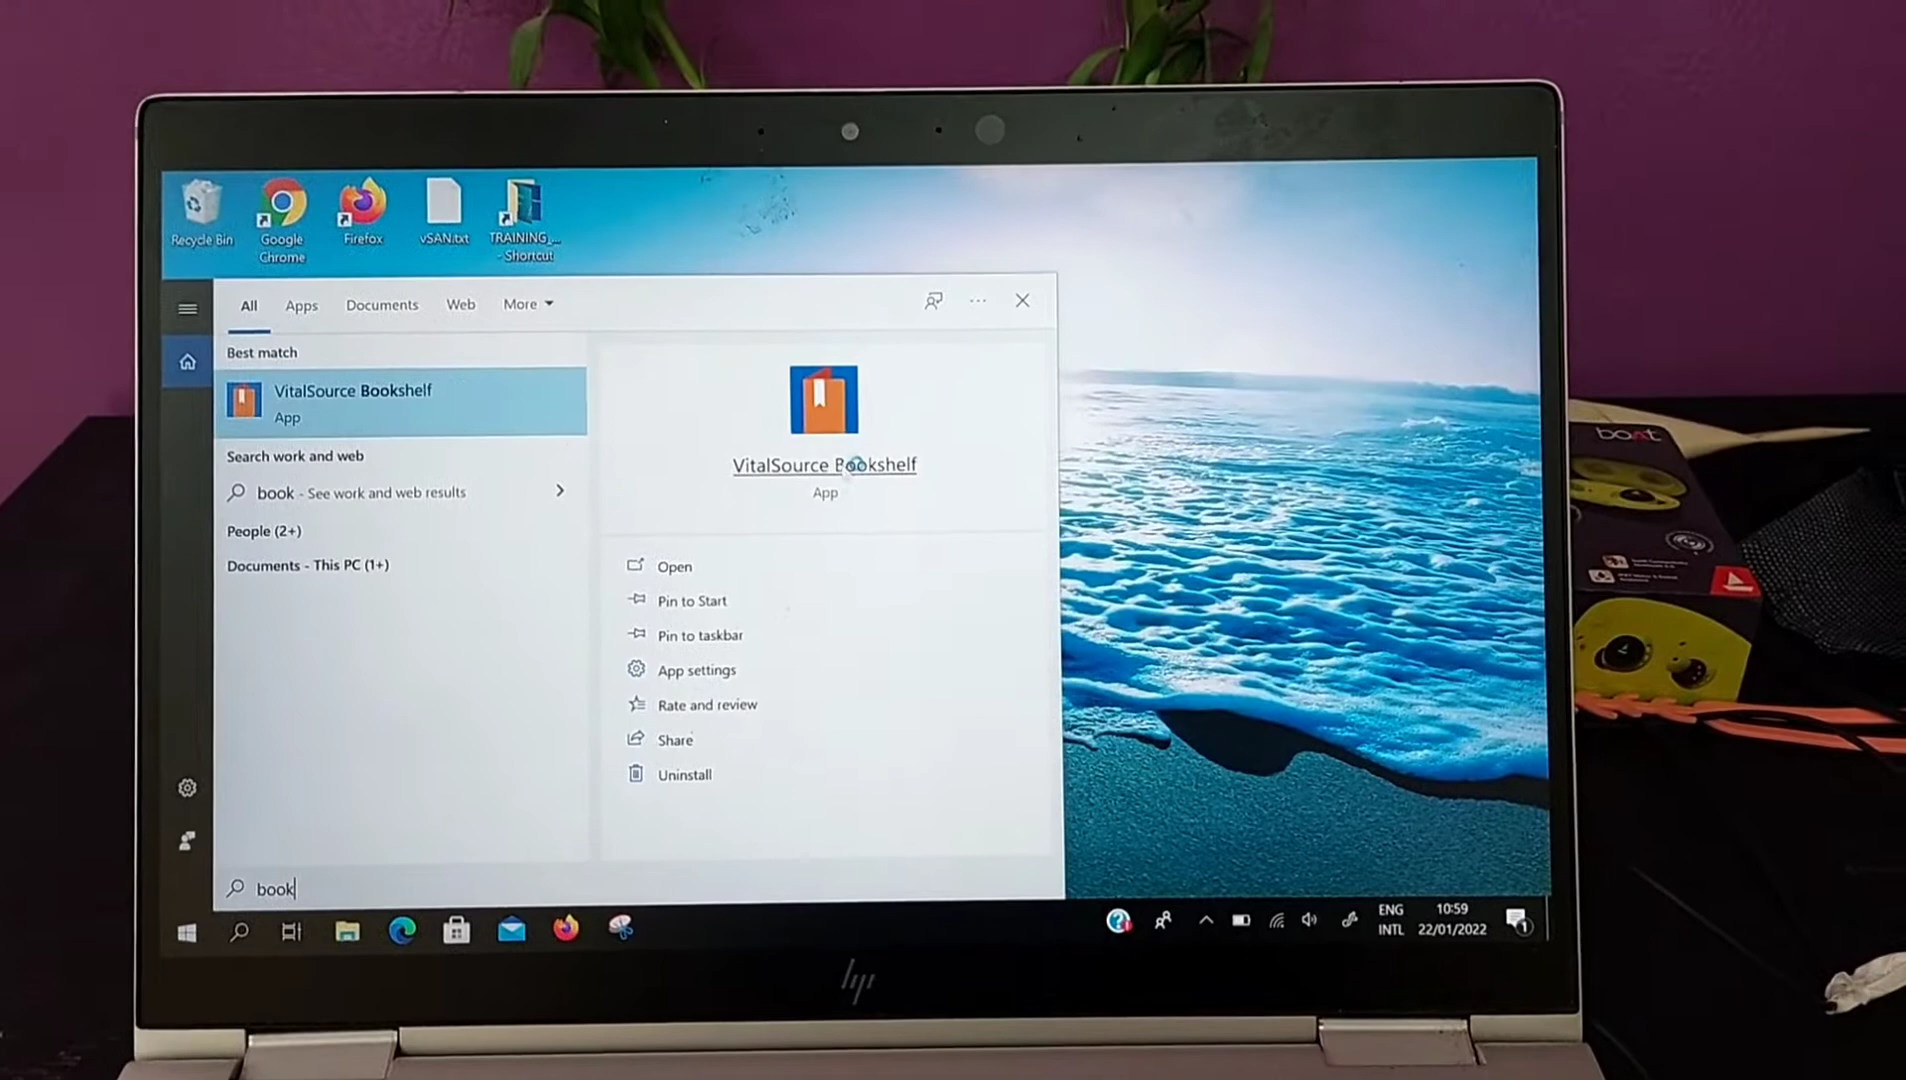 Recycle Bin
Google
Chrome
Firefox
vSAN.txt
TRAINING_...
- Shortcut
All
Apps
Documents
Web
More
Best match
VitalSource Bookshelf
App
Search work and web
book - See work and web results
People (2+)
Documents - This PC (1+)
VitalSource Bookshelf
App
Open
Pin to Start
Pin to taskbar
App settings
Rate and review
Share
Uninstall
book
ENG
INTL
10:59
22/01/2022
1
hp
boAt